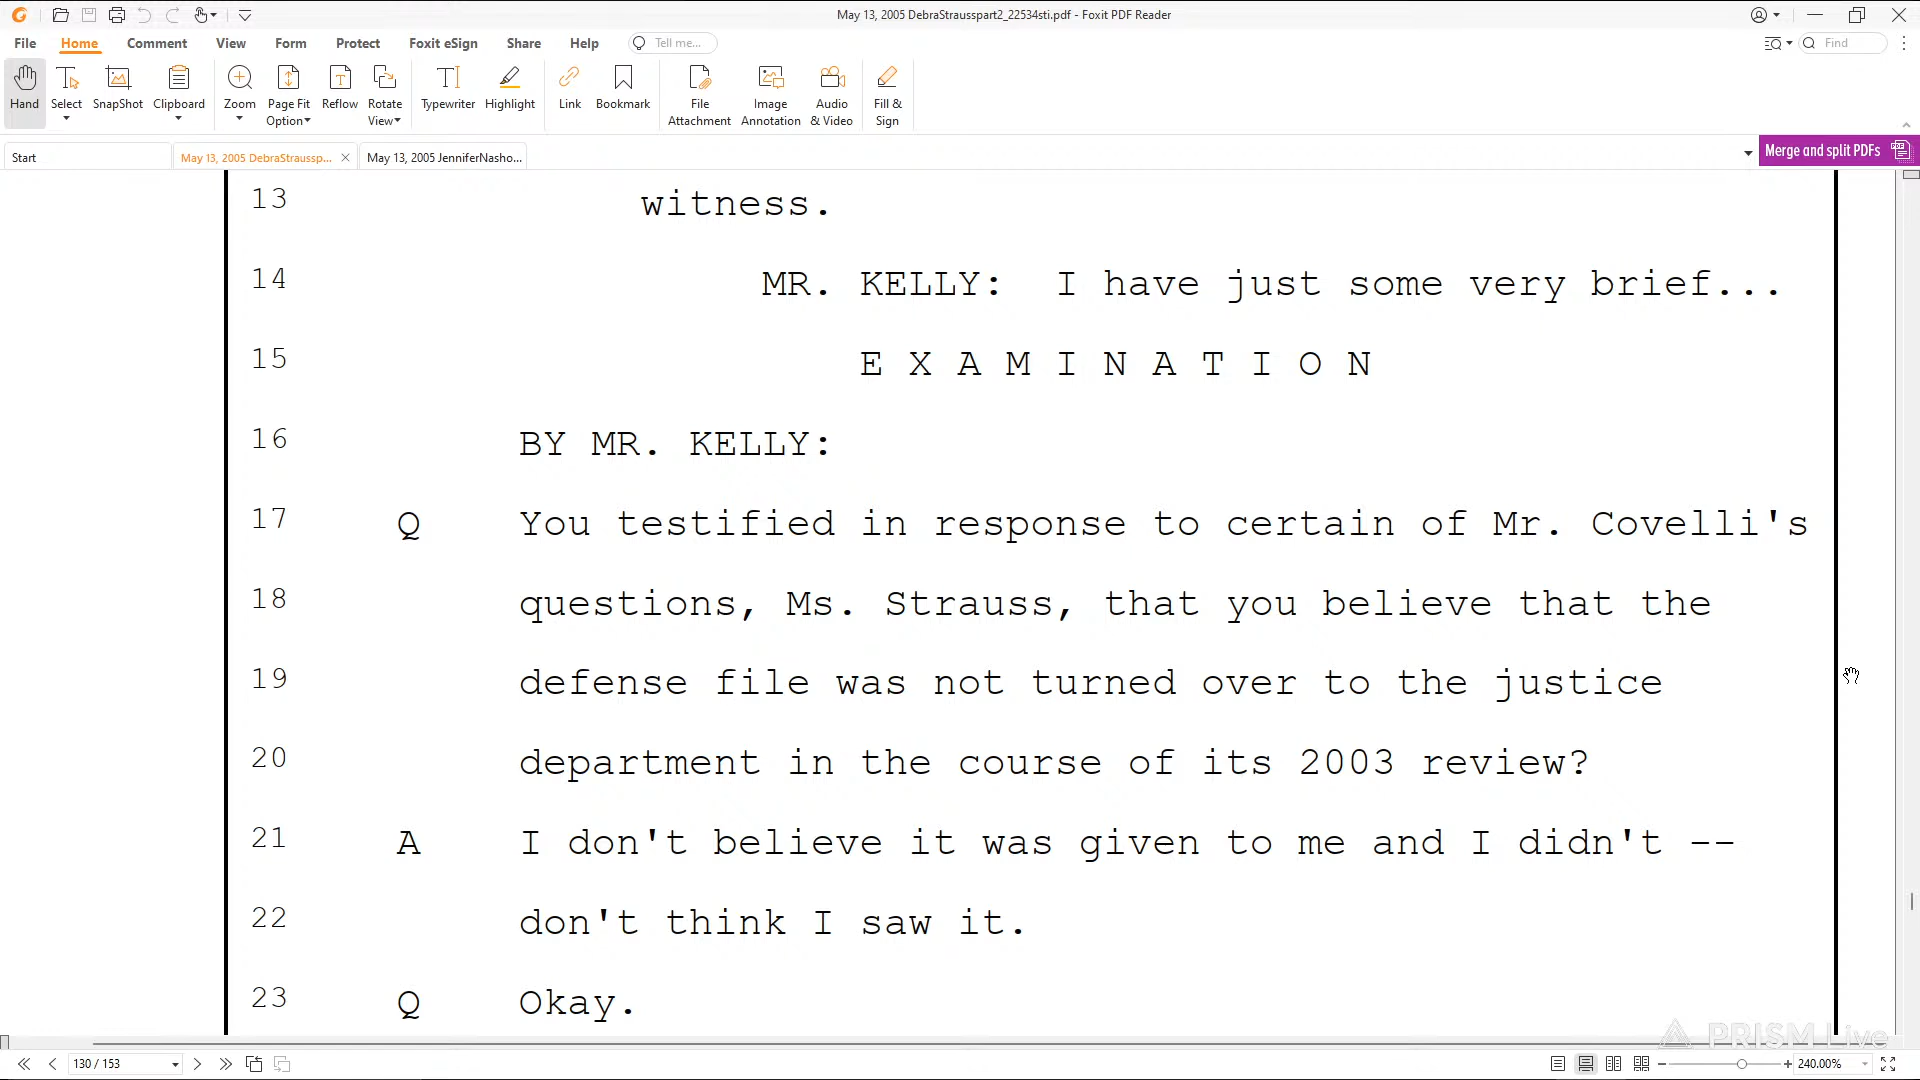 May 13, 2005 DebraStrausspart2_22534sti.pdf - Foxit PDF Reader
File Home Comment View Form Protect Foxit eSign Share Help Tell me... Find
Hand Select SnapShot Clipboard Zoom Page Fit Option Reflow Rotate View Typewriter Highlight Link Bookmark File Attachment Image Annotation Audio & Video Fill & Sign
Start May 13, 2005 DebraStraussp... May 13, 2005 JenniferNasho... Merge and split PDFs
13 witness.
14 MR. KELLY: I have just some very brief...
15 E X A M I N A T I O N
16 BY MR. KELLY:
17 Q You testified in response to certain of Mr. Covelli's
18 questions, Ms. Strauss, that you believe that the
19 defense file was not turned over to the justice
20 department in the course of its 2003 review?
21 A I don't believe it was given to me and I didn't --
22 don't think I saw it.
23 Q Okay.
PRISM Live
130 / 153 240.00%